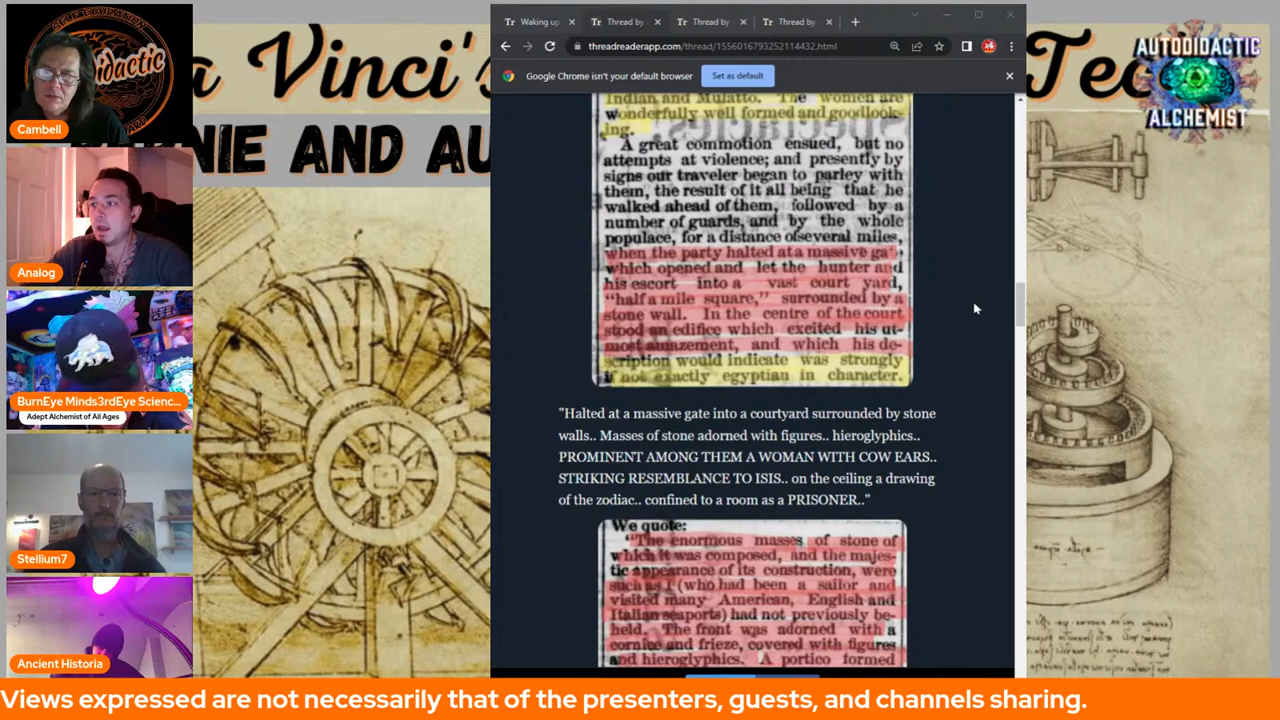 a Vinci's
Tec
NIE AND AU
didactic
Cambell
Analog
BurnEye Minds3rdEye Scienc...
Adept Alchemist of All Ages
Stellium7
Ancient Historia
AUTODIDACTIC
ALCHEMIST
Waking up
Thread by
Thread by
Thread by
threadreaderapp.com/thread/1556016793252114432.html
Google Chrome isn't your default browser
Set as default
Indian and Mulatto. The women are
wonderfully well formed and goodlook-
ing.
A great commotion ensued, but no
attempts at violence; and presently by
signs our traveler began to parley with
them, the result of it all being that he
walked ahead of them, followed by a
number of guards, and by the whole
populace, for a distance of several miles,
when the party halted at a massive gate,
which opened and let the hunter and
his escort into a vast court yard,
"half a mile square," surrounded by a
stone wall. In the centre of the court
stood an edifice which excited his ut-
most amazement, and which his de-
scription would indicate was strongly
if not exactly egyptian in character.
"Halted at a massive gate into a courtyard surrounded by stone
walls.. Masses of stone adorned with figures.. hieroglyphics..
PROMINENT AMONG THEM A WOMAN WITH COW EARS..
STRIKING RESEMBLANCE TO ISIS.. on the ceiling a drawing
of the zodiac.. confined to a room as a PRISONER.."
We quote:
"The enormous masses of stone of
which it was composed, and the majes-
tic appearance of its construction, were
such as I (who had been a sailor and
visited many American, English and
Italian seaports) had not previously be-
held. The front was adorned with a
cornice and frieze, covered with figures
and hieroglyphics. A portico formed
Views expressed are not necessarily that of the presenters, guests, and channels sharing.